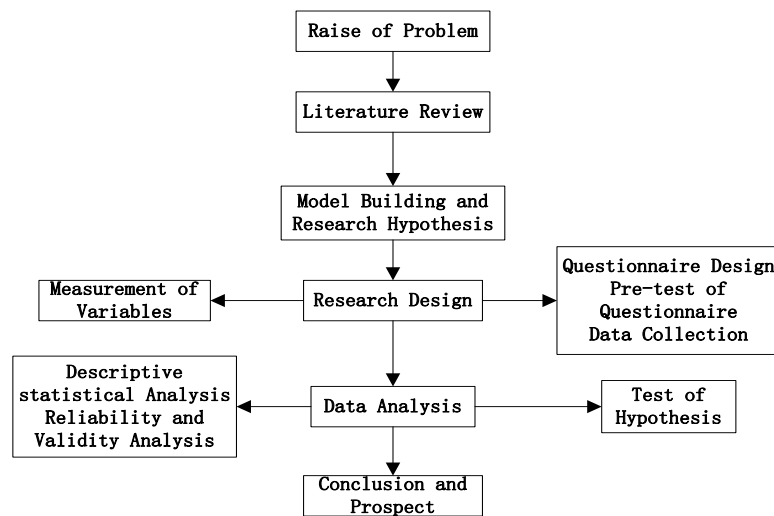 Raise of Problem
Literature Review
Model Building and
Research Hypothesis
Measurement of
Variables
Research Design
Questionnaire Design
Pre-test of
Questionnaire
Data Collection
Descriptive
statistical Analysis
Reliability and
Validity Analysis
Data Analysis
Test of
Hypothesis
Conclusion and
Prospect